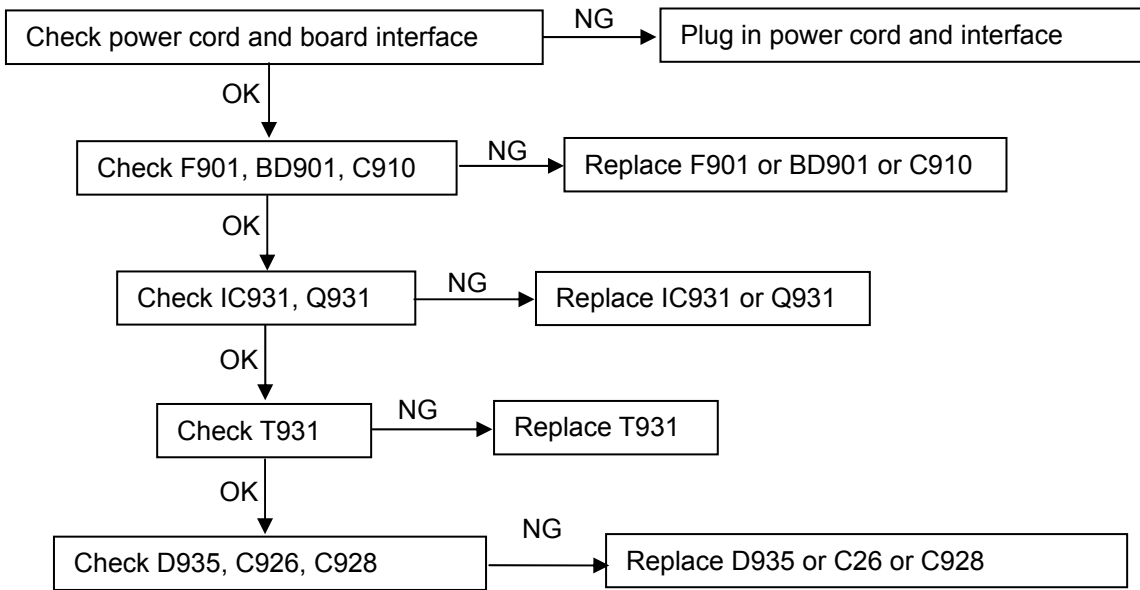 Check power cord and board interface
NG
Plug in power cord and interface
OK
Check F901, BD901, C910
NG
Replace F901 or BD901 or C910
OK
Check IC931, Q931
NG
Replace IC931 or Q931
OK
Check T931
NG
Replace T931
OK
Check D935, C926, C928
NG
Replace D935 or C26 or C928